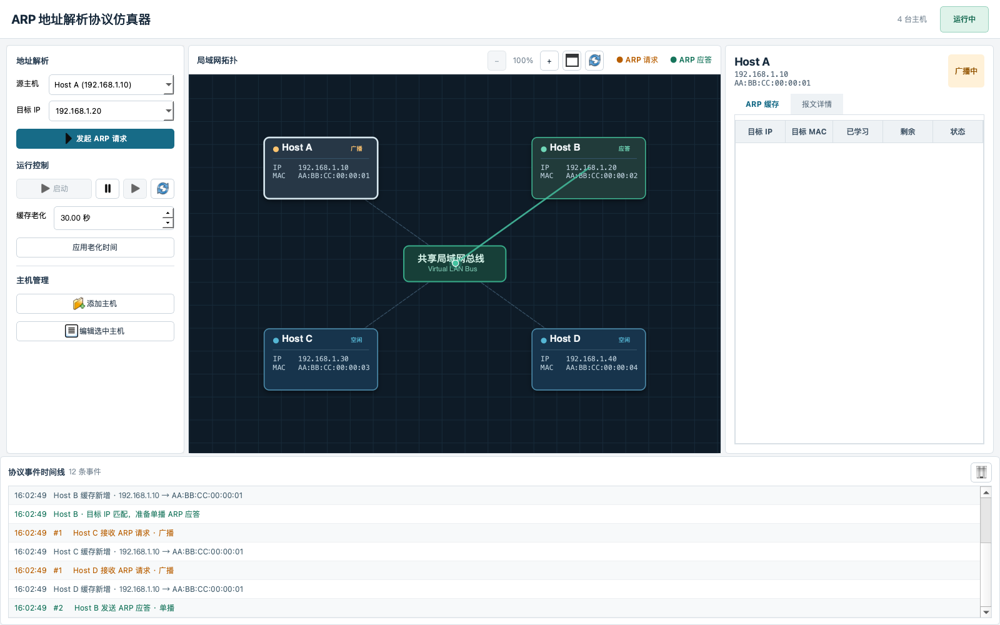 ARP 地址解析协议仿真器
4 台主机
运行中
地址解析
源主机
Host A (192.168.1.10)
目标 IP
192.168.1.20
发起 ARP 请求
运行控制
启动
缓存老化
30.00 秒
应用老化时间
主机管理
添加主机
编辑选中主机
局域网拓扑
− 100% +
ARP 请求
ARP 应答
Host A 广播
IP 192.168.1.10
MAC AA:BB:CC:00:00:01
Host B 应答
IP 192.168.1.20
MAC AA:BB:CC:00:00:02
共享局域网总线
Virtual LAN Bus
Host C 空闲
IP 192.168.1.30
MAC AA:BB:CC:00:00:03
Host D 空闲
IP 192.168.1.40
MAC AA:BB:CC:00:00:04
Host A
192.168.1.10
AA:BB:CC:00:00:01
广播中
ARP 缓存 报文详情
目标 IP 目标 MAC 已学习 剩余 状态
协议事件时间线 12 条事件
16:02:49 Host B 缓存新增 · 192.168.1.10 → AA:BB:CC:00:00:01
16:02:49 Host B · 目标 IP 匹配，准备单播 ARP 应答
16:02:49 #1 Host C 接收 ARP 请求 · 广播
16:02:49 Host C 缓存新增 · 192.168.1.10 → AA:BB:CC:00:00:01
16:02:49 #1 Host D 接收 ARP 请求 · 广播
16:02:49 Host D 缓存新增 · 192.168.1.10 → AA:BB:CC:00:00:01
16:02:49 #2 Host B 发送 ARP 应答 · 单播